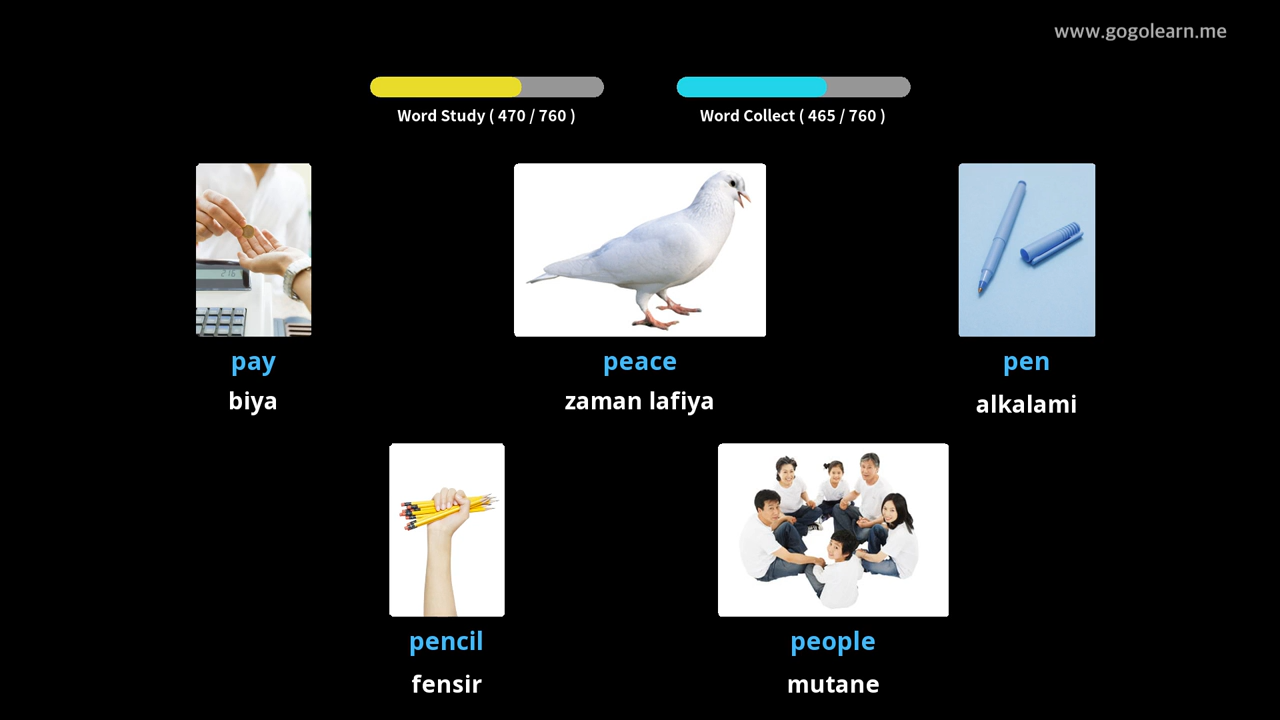 www.gogolearn.me
Word Study ( 470 / 760 )
Word Collect ( 465 / 760 )
pay
biya
peace
zaman lafiya
pen
alkalami
pencil
fensir
people
mutane